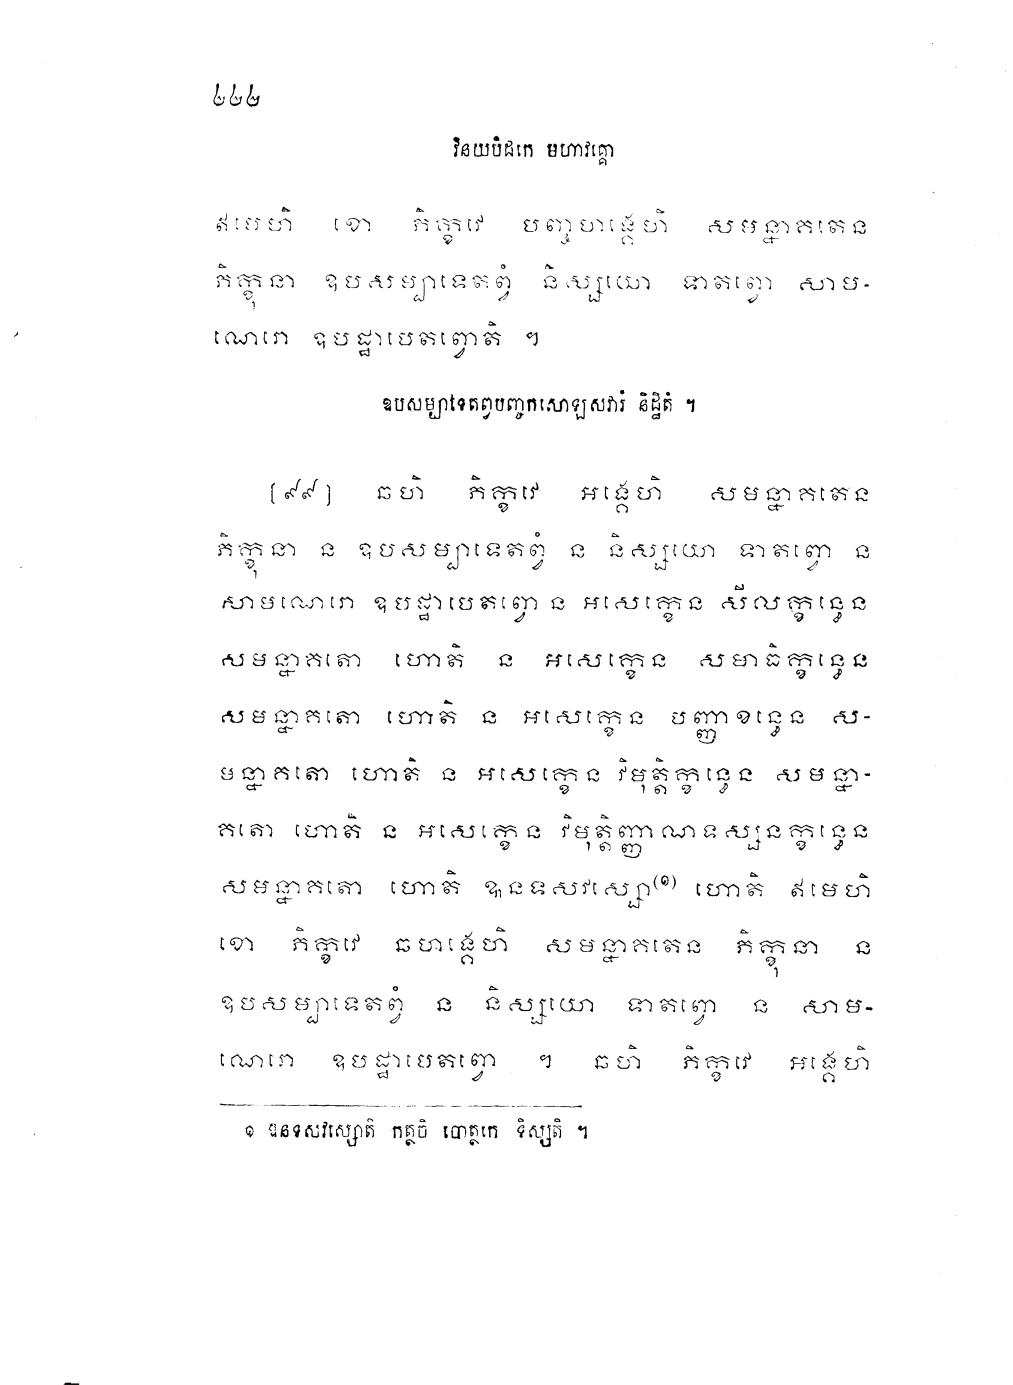 ២២២
វិនយបិដកេ មហាវគ្គោ
ឥមេហិ ខោ ភិក្ខវេ បញ្ចហង្គេហិ សមន្នាគតេន
ភិក្ខុនា ឧបសម្បាទេតព្វំ និស្សយោ ទាតព្វោ សាម-
ណេរោ ឧបដ្ឋាបេតព្វោតិ ។
ឧបសម្បាទេតព្វបញ្ចកសោឡសវារំ និដ្ឋិតំ ។
[៩៩] ឆហិ ភិក្ខវេ អង្គេហិ សមន្នាគតេន
ភិក្ខុនា ន ឧបសម្បាទេតព្វំ ន និស្សយោ ទាតព្វោ ន
សាមណេរោ ឧបដ្ឋាបេតព្វោ ន អសេក្ខេន សីលក្ខន្ធេន
សមន្នាគតោ ហោតិ ន អសេក្ខេន សមាធិក្ខន្ធេន
សមន្នាគតោ ហោតិ ន អសេក្ខេន បញ្ញាខន្ធេន ស-
មន្នាគតោ ហោតិ ន អសេក្ខេន វិមុត្តិក្ខន្ធេន សមន្នា-
គតោ ហោតិ ន អសេក្ខេន វិមុត្តិញ្ញាណទស្សនក្ខន្ធេន
សមន្នាគតោ ហោតិ ឩនទសវស្សោ(១) ហោតិ ឥមេហិ
ខោ ភិក្ខវេ ឆហង្គេហិ សមន្នាគតេន ភិក្ខុនា ន
ឧបសម្បាទេតព្វំ ន និស្សយោ ទាតព្វោ ន សាម-
ណេរោ ឧបដ្ឋាបេតព្វោ ។ ឆហិ ភិក្ខវេ អង្គេហិ
១ ឩនទសវស្សោតិ កត្ថចិ បោត្ថកេ ទិស្សតិ ។